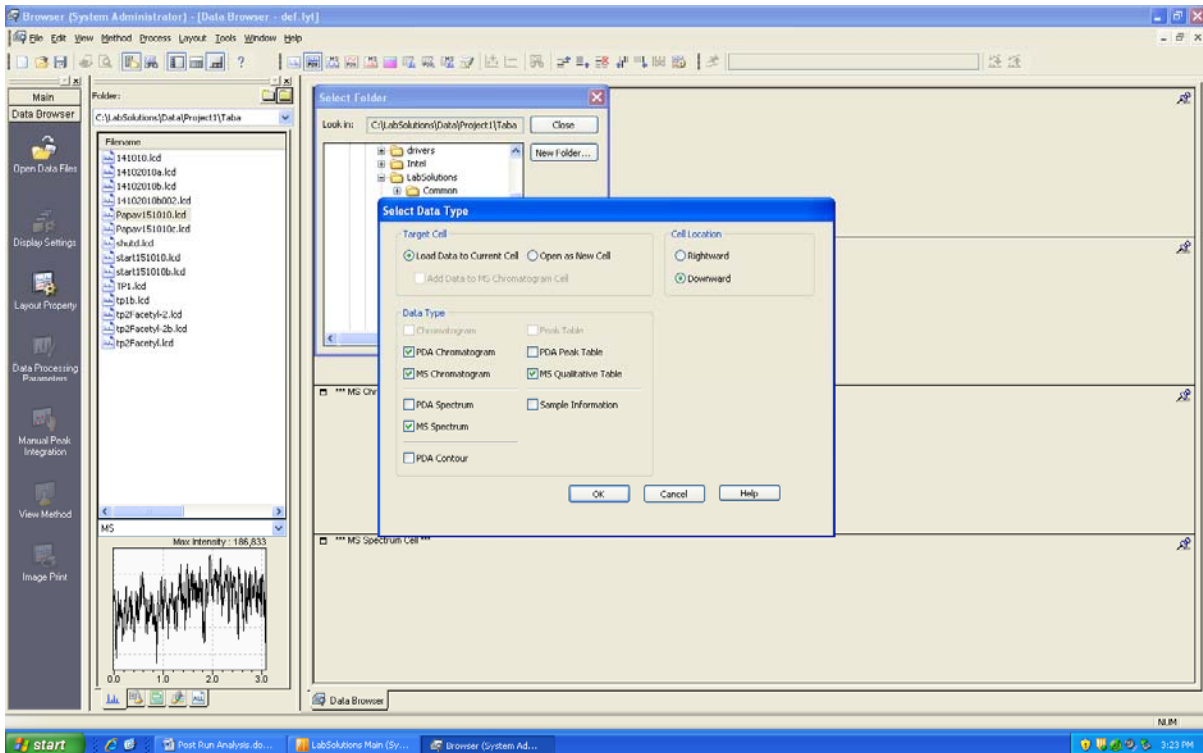 Browser (System Administrator) - [Data Browser - def.lyt]
File Edit View Method Process Layout Tools Window Help
Main
Data Browser
Open Data Files
Display Settings
Layout Property
Data Processing
Parameters
Manual Peak
Integration
View Method
Image Print
Folder:
C:\LabSolutions\Data\Project1\Taba
Filename
141010.lcd
14102010a.lcd
14102010b.lcd
14102010b002.lcd
Papav151010.lcd
Papav151010c.lcd
shutd.lcd
start151010.lcd
start151010b.lcd
TP1.lcd
tp1b.lcd
tp2Facetyl-2.lcd
tp2Facetyl-2b.lcd
tp2Facetyl.lcd
MS
Max Intensity : 186,833
0.0 1.0 2.0 3.0
Select Folder
Look in: C:\LabSolutions\Data\Project1\Taba Close
New Folder...
drivers
Intel
LabSolutions
Common
Select Data Type
Target Cell
Load Data to Current Cell Open as New Cell
Add Data to MS Chromatogram Cell
Cell Location
Rightward
Downward
Data Type
Chromatogram Peak Table
PDA Chromatogram PDA Peak Table
MS Chromatogram MS Qualitative Table
PDA Spectrum Sample Information
MS Spectrum
PDA Contour
OK Cancel Help
*** MS Chr
*** MS Spectrum Cell ***
Data Browser
NUM
start
Post Run Analysis.do...
LabSolutions Main (Sy...
Browser (System Ad...
3:23 PM